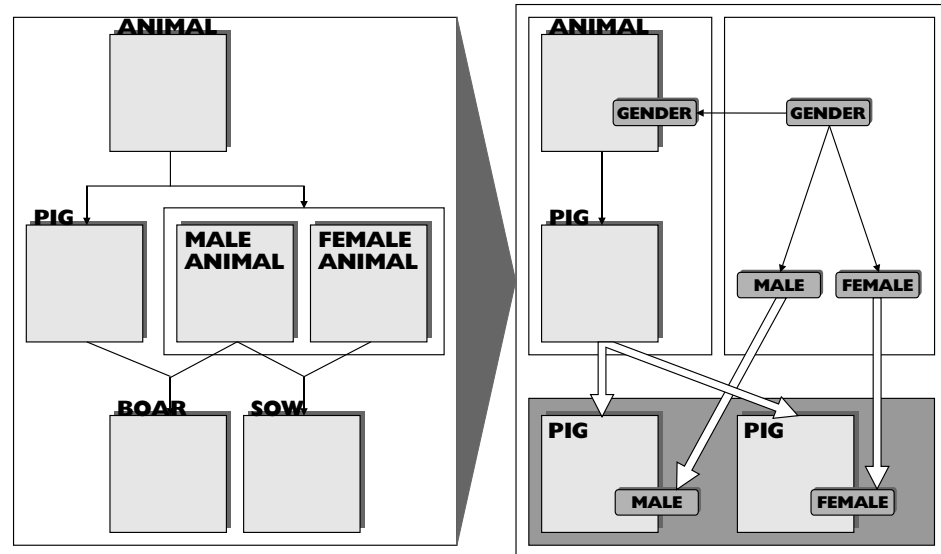 ANIMAL
PIG
MALE
ANIMAL
FEMALE
ANIMAL
BOAR
SOW
ANIMAL
GENDER
GENDER
PIG
MALE
FEMALE
PIG
MALE
PIG
FEMALE